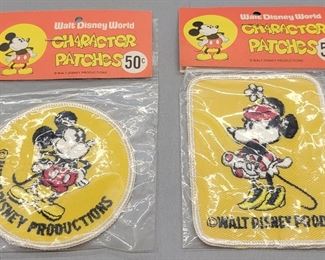 Walt Disney World
CHARACTER
PATCHES 50¢
© WALT DISNEY PRODUCTIONS
DISNEY PRODUCTIONS
Walt Disney World
CHARACTER
PATCHES 5
© WALT DISNEY PRODUCTIONS
©WALT DISNEY PROD